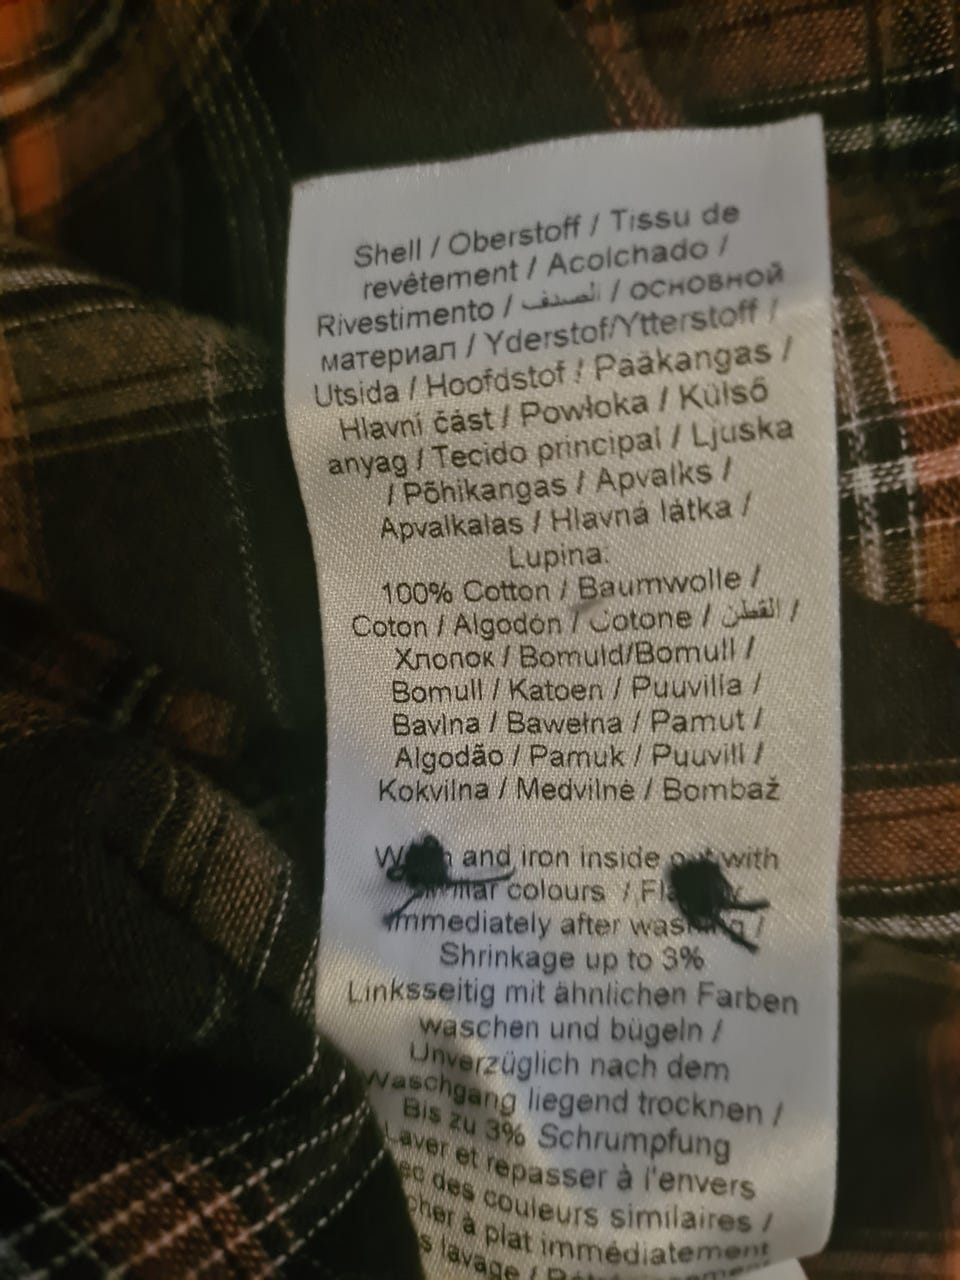 Shell / Oberstoff / Tissu de
revêtement / Acolchado /
Rivestimento / الصدف / основной
материал / Yderstof/Ytterstoff /
Utsida / Hoofdstof / Pääkangas /
Hlavní část / Powłoka / Külső
anyag / Tecido principal / Ljuska
/ Põhikangas / Apvalks /
Apvalkalas / Hlavná látka /
Lupina:
100% Cotton / Baumwolle /
Coton / Algodón / Cotone / القطن /
Хлопок / Bomuld/Bomull /
Bomull / Katoen / Puuvilla /
Bavlna / Bawełna / Pamut /
Algodão / Pamuk / Puuvill /
Kokvilna / Medvilnė / Bombaž
and iron inside out with
colours /
immediately after washing /
Shrinkage up to 3%
Linksseitig mit ähnlichen Farben
waschen und bügeln /
Unverzüglich nach dem
Waschgang liegend trocknen /
Bis zu 3% Schrumpfung
Laver et repasser à l'envers
des couleurs similaires /
à plat immédiatement
lavage /